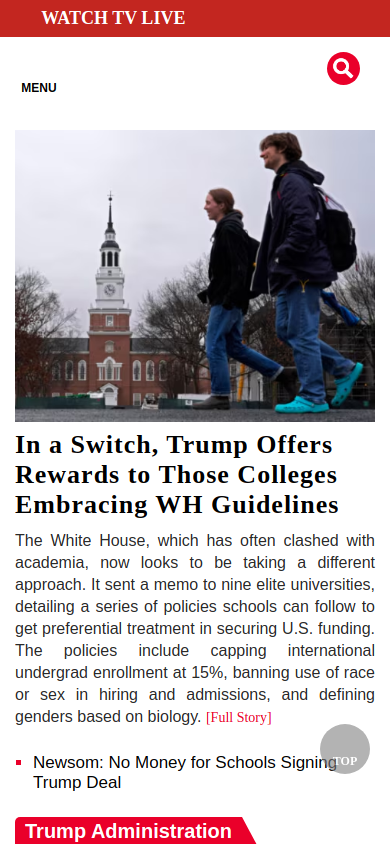 WATCH TV LIVE
MENU
In a Switch, Trump Offers
Rewards to Those Colleges
Embracing WH Guidelines
The White House, which has often clashed with
academia, now looks to be taking a different
approach. It sent a memo to nine elite universities,
detailing a series of policies schools can follow to
get preferential treatment in securing U.S. funding.
The policies include capping international
undergrad enrollment at 15%, banning use of race
or sex in hiring and admissions, and defining
genders based on biology. [Full Story]
TOP
Newsom: No Money for Schools Signing
Trump Deal
Trump Administration